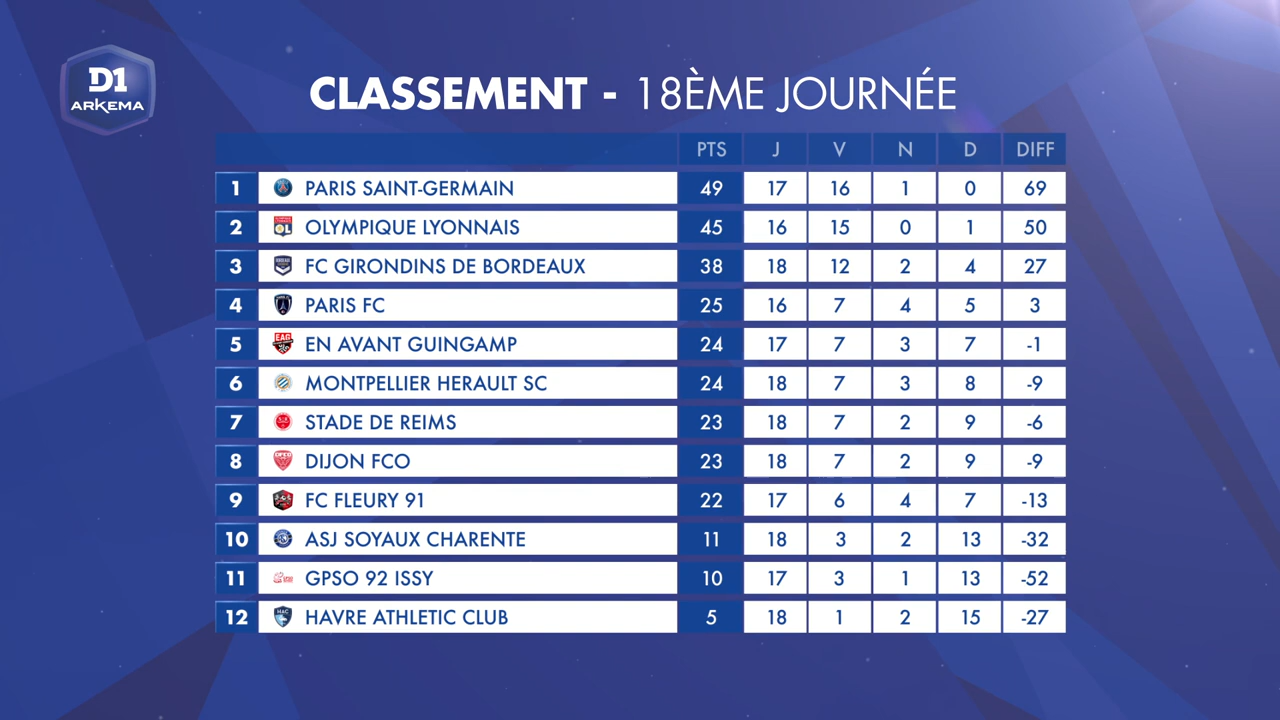 D1
ARKEMA
CLASSEMENT - 18ÈME JOURNÉE
PTS J V N D DIFF
1 PARIS SAINT-GERMAIN 49 17 16 1 0 69
2 OLYMPIQUE LYONNAIS 45 16 15 0 1 50
3 FC GIRONDINS DE BORDEAUX 38 18 12 2 4 27
4 PARIS FC 25 16 7 4 5 3
5 EN AVANT GUINGAMP 24 17 7 3 7 -1
6 MONTPELLIER HERAULT SC 24 18 7 3 8 -9
7 STADE DE REIMS 23 18 7 2 9 -6
8 DIJON FCO 23 18 7 2 9 -9
9 FC FLEURY 91 22 17 6 4 7 -13
10 ASJ SOYAUX CHARENTE 11 18 3 2 13 -32
11 GPSO 92 ISSY 10 17 3 1 13 -52
12 HAVRE ATHLETIC CLUB 5 18 1 2 15 -27